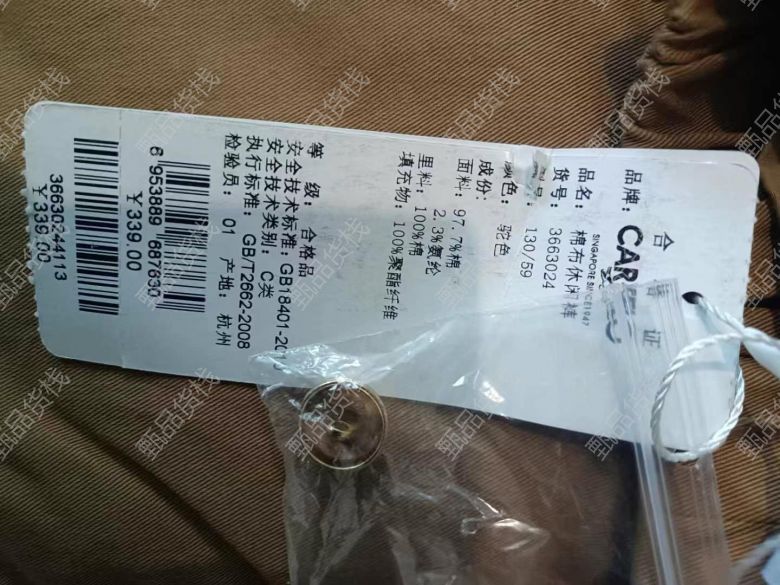 合格证
品牌:
SINGAPORE SINCE1947
品名: 棉布休闲裤
货号: 3663024
130/59
颜色: 驼色
成份:
面料: 97.7%棉
2.3%氨纶
里料: 100%棉
填充物: 100%聚酯纤维
等 级: 合格品
安全技术标准: GB18401-2010
安全技术类别: C类
执行标准: GB/T2662-2008
检验员: 01 产地: 杭州
6 953889 687830
￥339.00
36630244113
￥339.00
甄品货栈